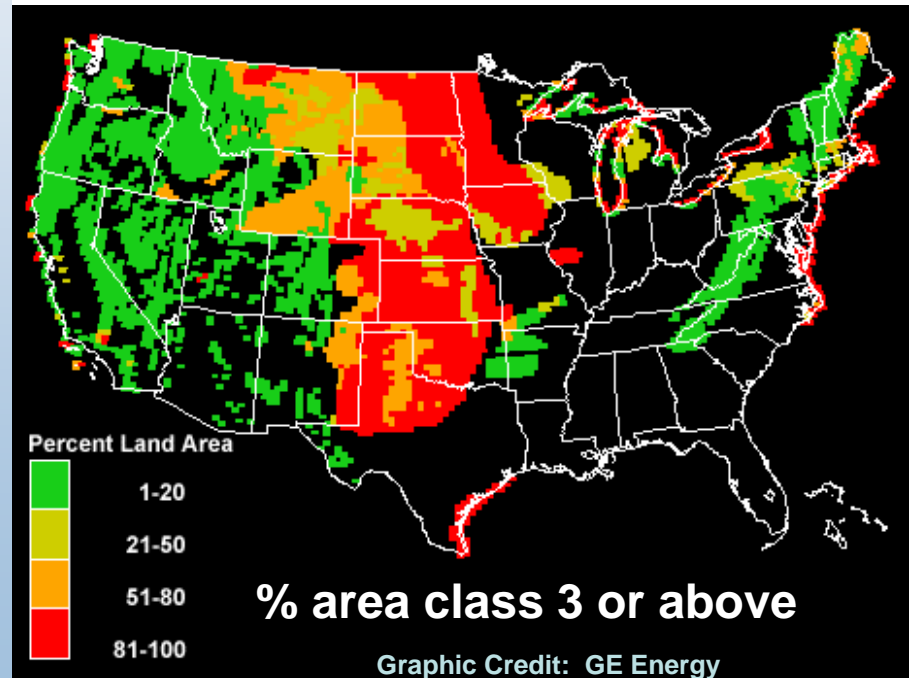 Percent Land Area
1-20
21-50
51-80
81-100
% area class 3 or above
Graphic Credit: GE Energy